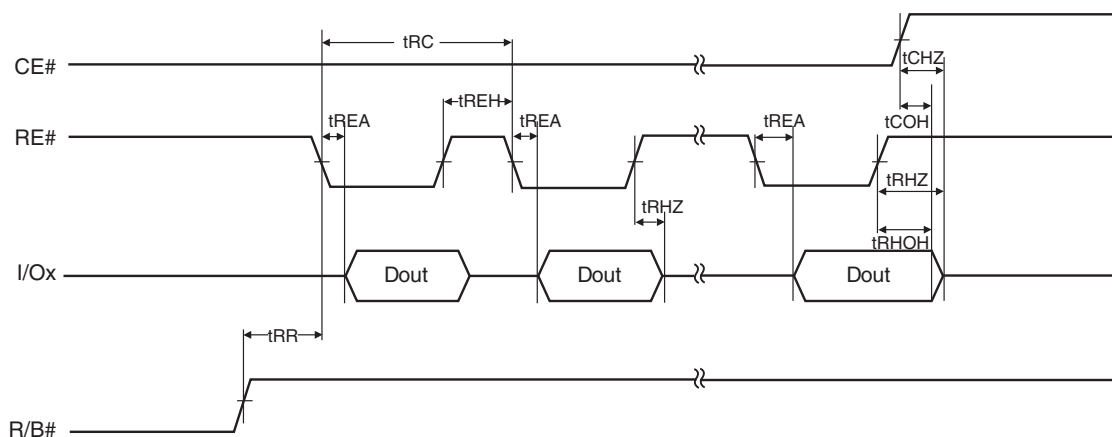 tRC
tCHZ
CE#
tREH
tREA
tREA
tREA
tCOH
RE#
tRHZ
tRHZ
tRHOH
I/Ox
Dout
Dout
Dout
tRR
R/B#